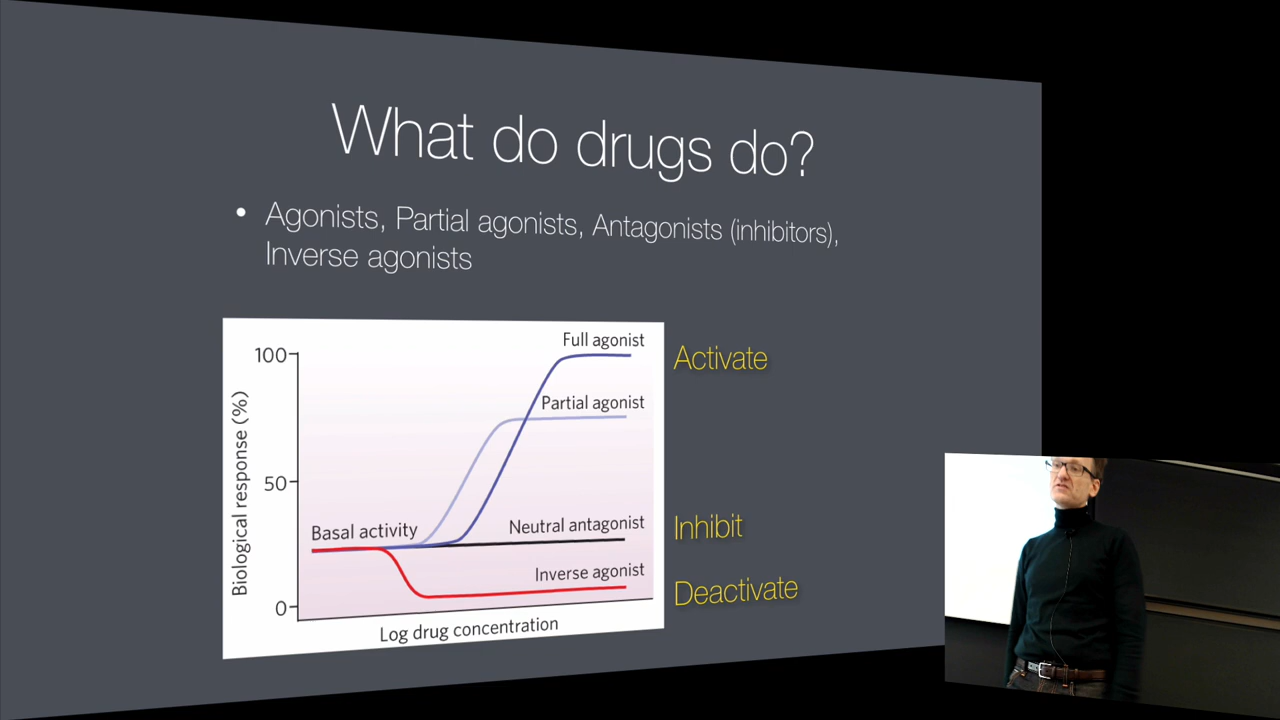 What do drugs do?
• Agonists, Partial agonists, Antagonists (inhibitors),
Inverse agonists
Full agonist
100
Activate
Partial agonist
50
Biological response (%)
Basal activity
Neutral antagonist
Inhibit
Inverse agonist
Deactivate
0
Log drug concentration